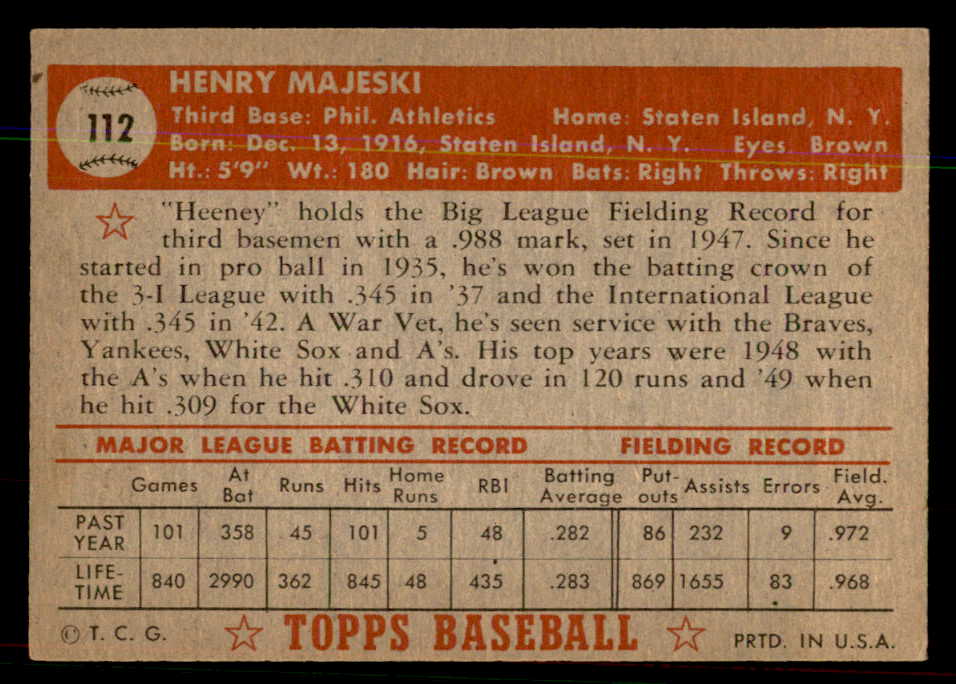 112
HENRY MAJESKI
Third Base: Phil. Athletics Home: Staten Island, N. Y.
Born: Dec. 13, 1916, Staten Island, N. Y. Eyes Brown
Ht.: 5'9" Wt.: 180 Hair: Brown Bats: Right Throws: Right
"Heeney" holds the Big League Fielding Record for
third basemen with a .988 mark, set in 1947. Since he
started in pro ball in 1935, he's won the batting crown of
the 3-I League with .345 in '37 and the International League
with .345 in '42. A War Vet, he's seen service with the Braves,
Yankees, White Sox and A's. His top years were 1948 with
the A's when he hit .310 and drove in 120 runs and '49 when
he hit .309 for the White Sox.
MAJOR LEAGUE BATTING RECORD FIELDING RECORD
Games At Bat Runs Hits Home Runs RBI Batting Average Put-outs Assists Errors Field. Avg.
PAST YEAR 101 358 45 101 5 48 .282 86 232 9 .972
LIFE-TIME 840 2990 362 845 48 435 .283 869 1655 83 .968
© T. C. G. TOPPS BASEBALL PRTD. IN U.S.A.